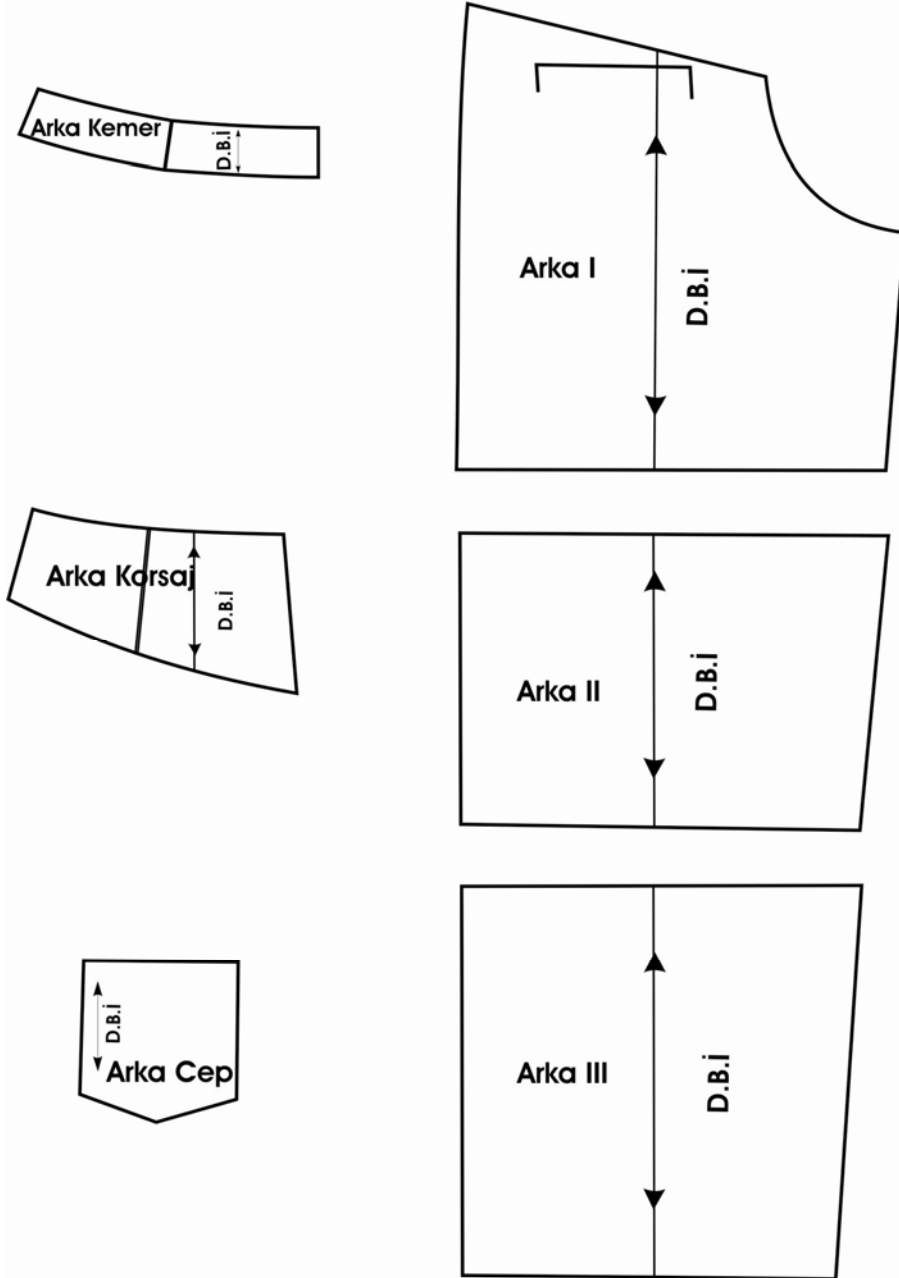 Arka Kemer
D.B.İ
Arka I
D.B.İ
Arka Korsaj
D.B.İ
Arka II
D.B.İ
Arka Cep
D.B.İ
Arka III
D.B.İ